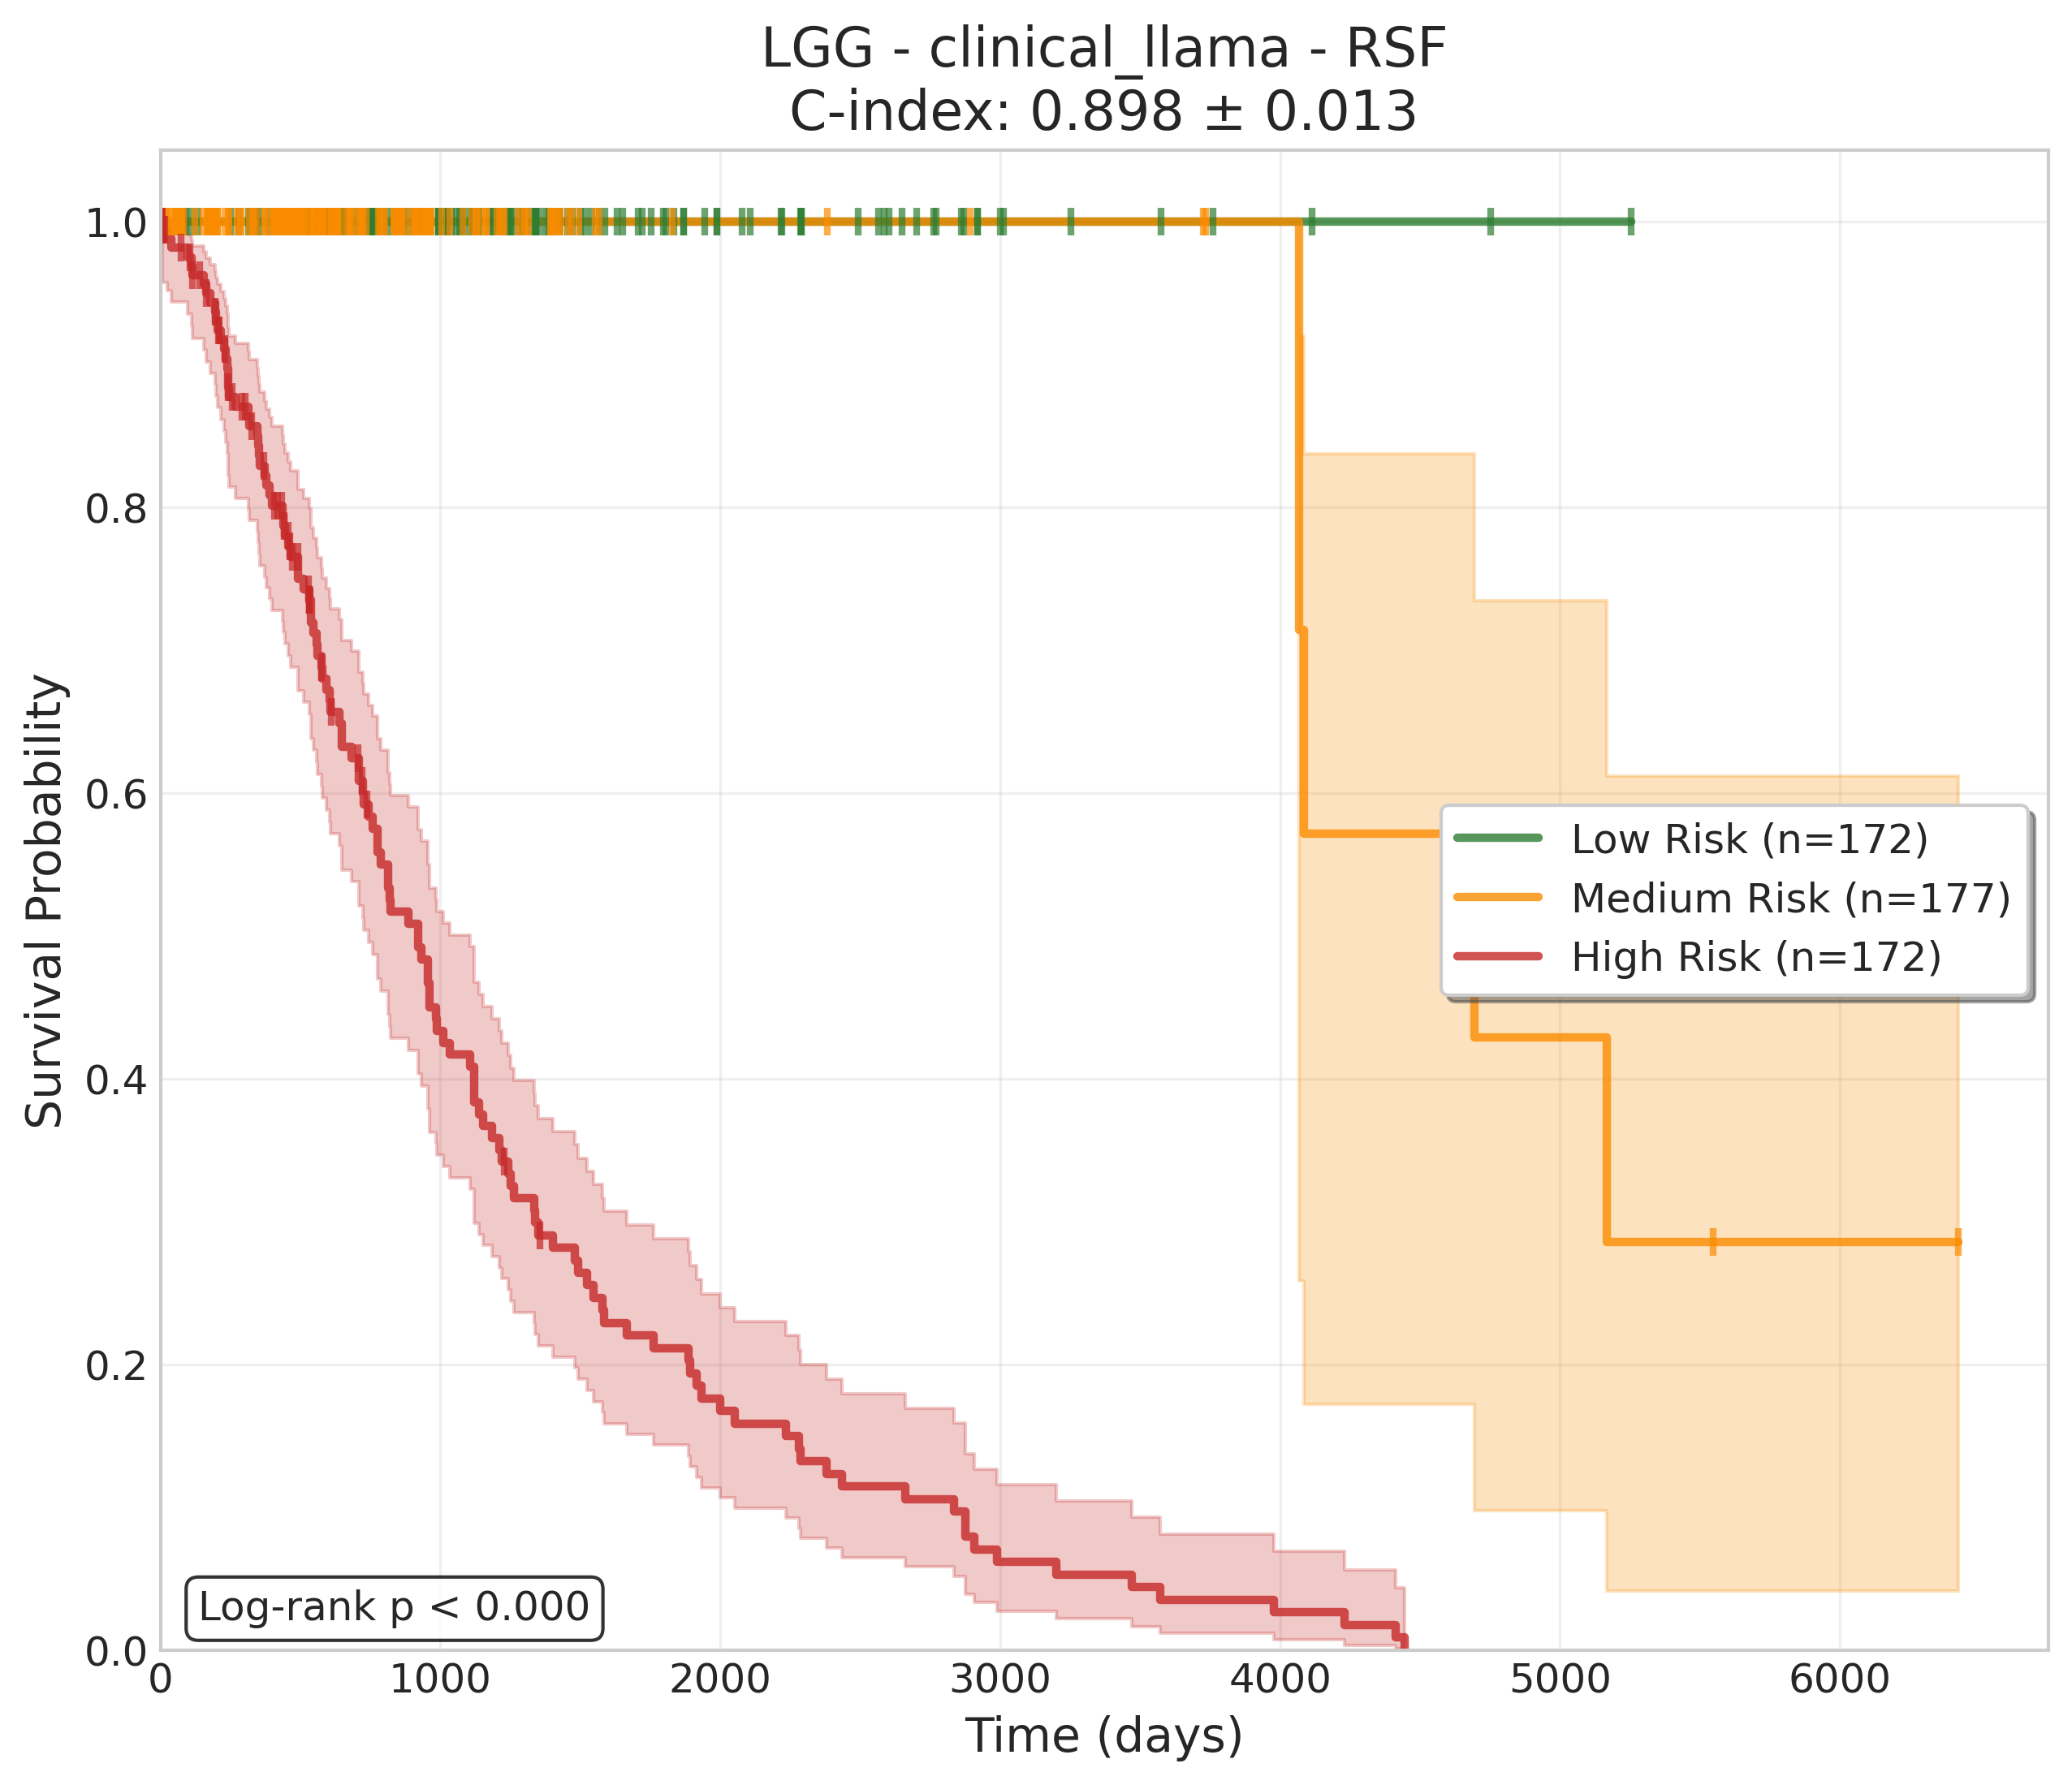 LGG - clinical_llama - RSF
C-index: 0.898 ± 0.013
Survival Probability
1.0
0.8
0.6
0.4
0.2
0.0
Low Risk (n=172)
Medium Risk (n=177)
High Risk (n=172)
Log-rank p < 0.000
0 1000 2000 3000 4000 5000 6000
Time (days)